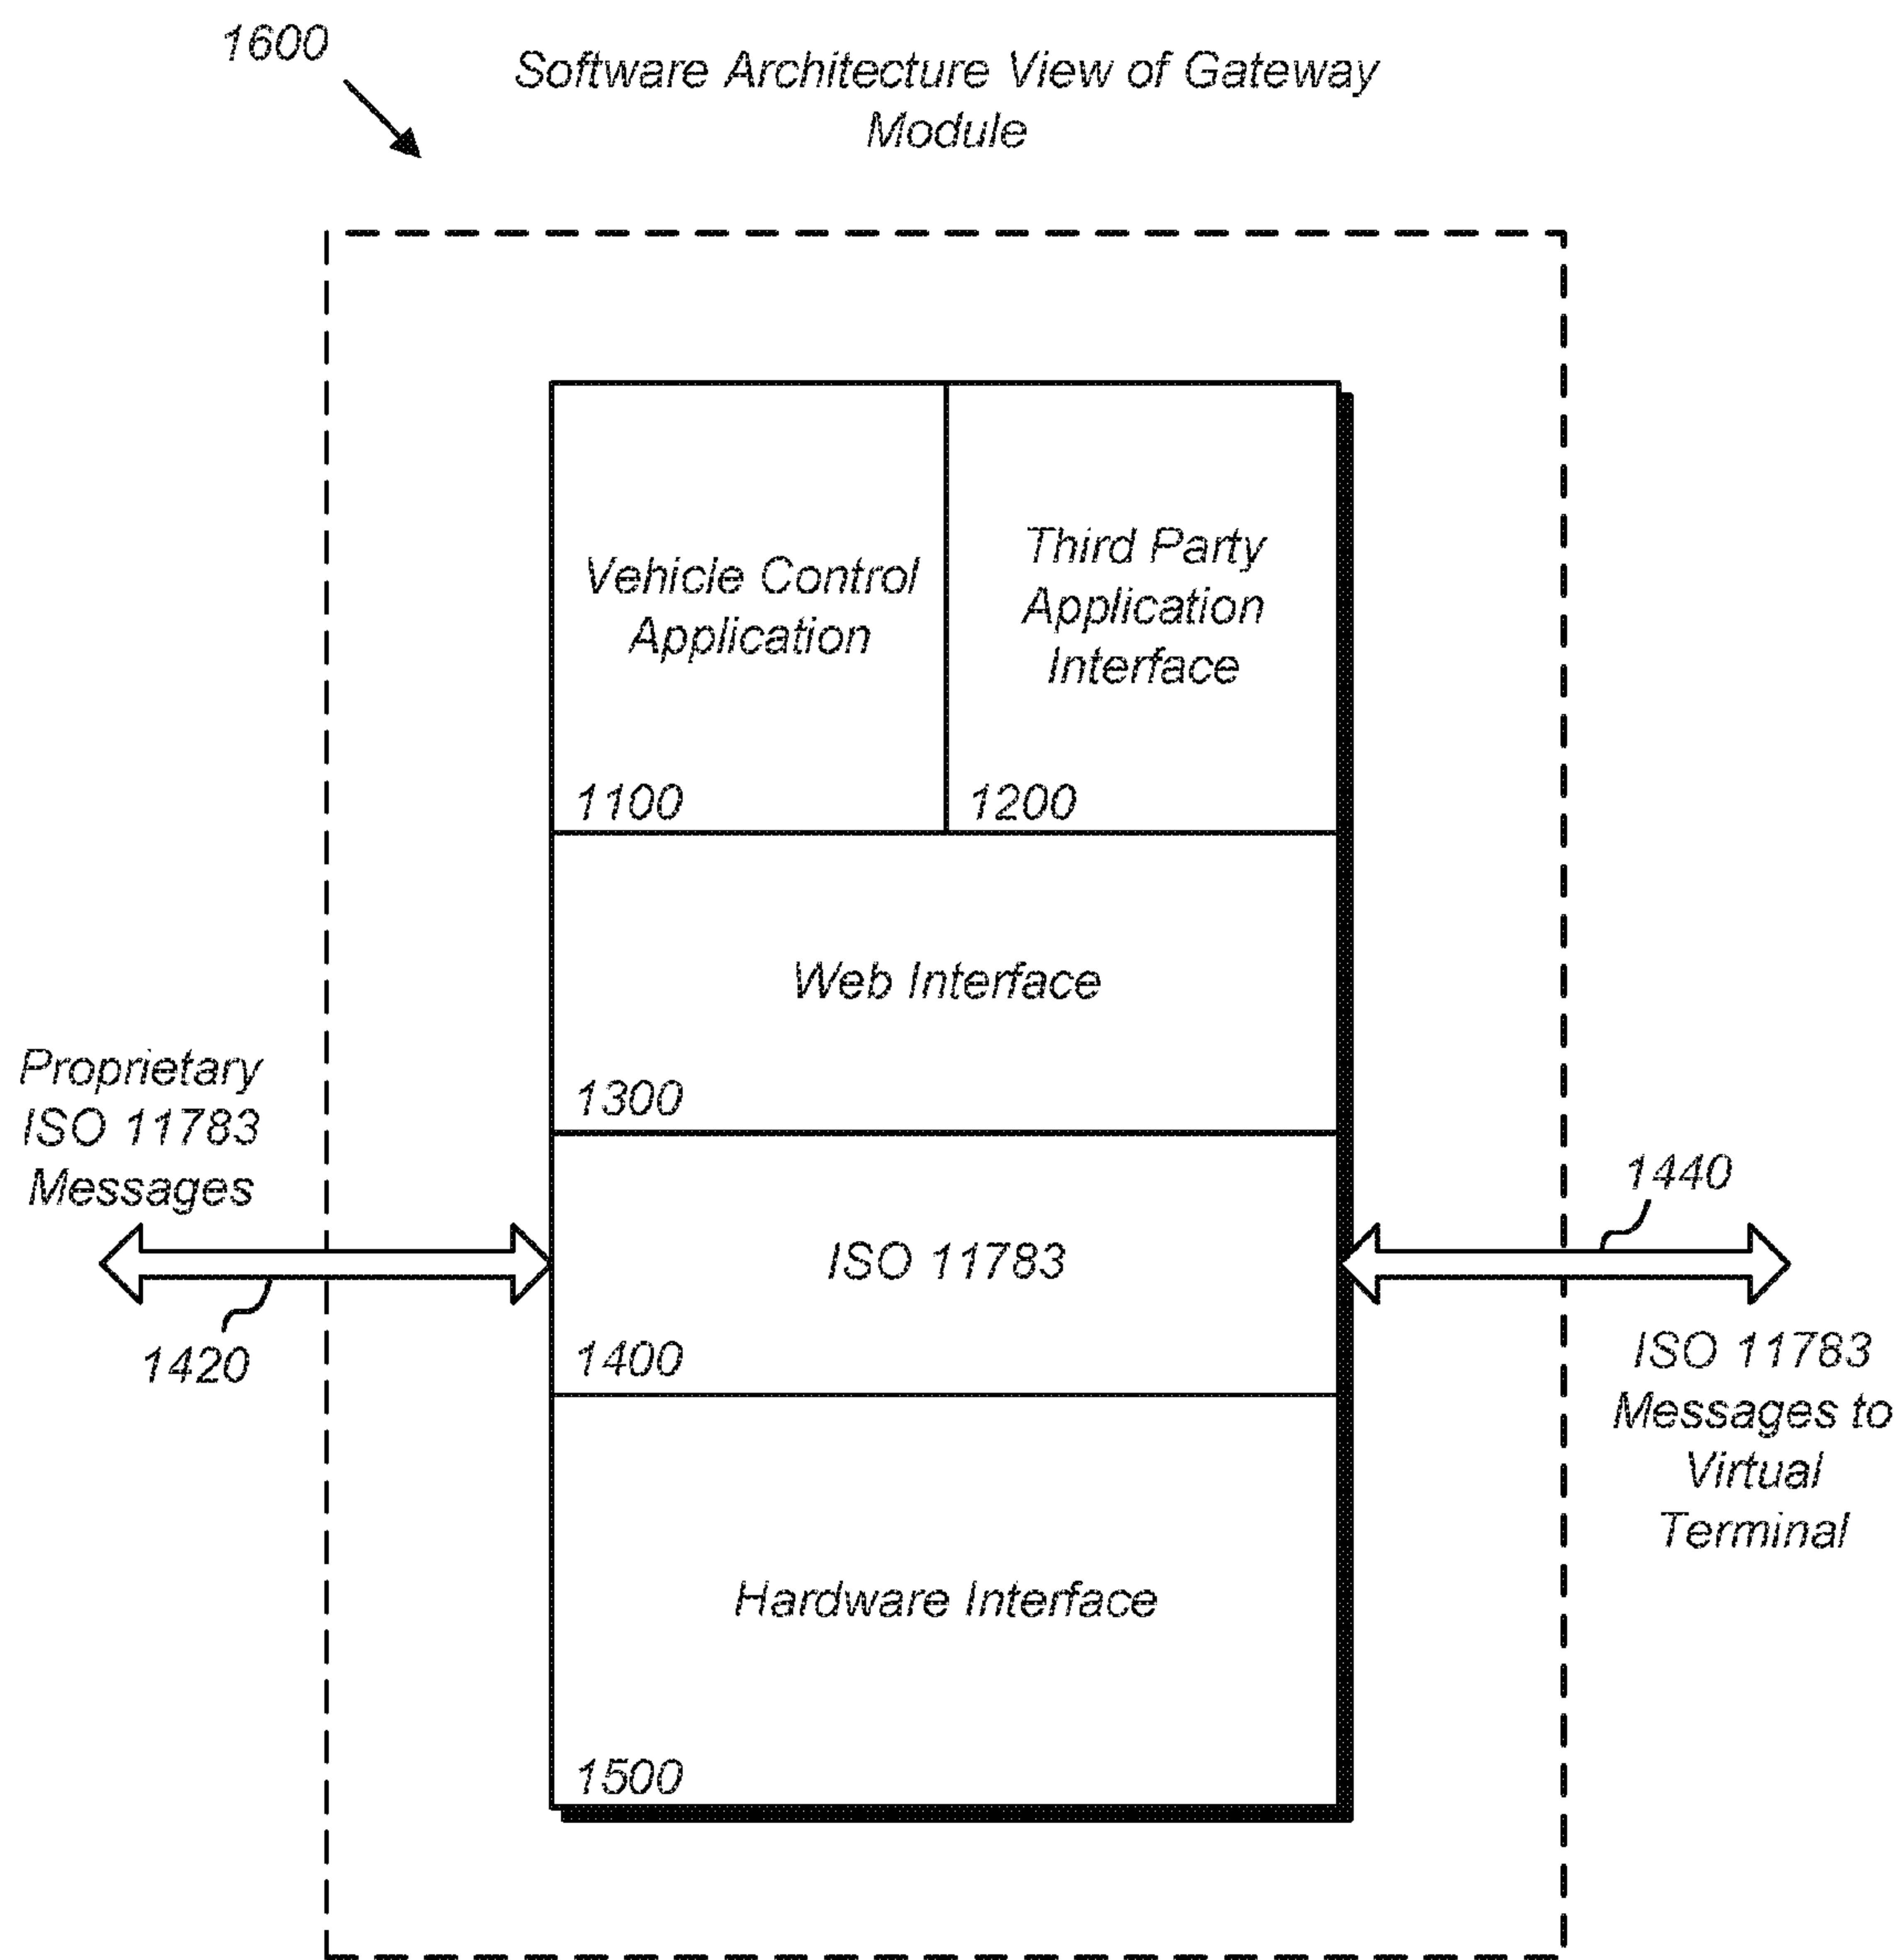 1600
Software Architecture View of Gateway
Module
Vehicle Control
Application
1100
Third Party
Application
Interface
1200
Web Interface
1300
Proprietary
ISO 11783
Messages
1420
ISO 11783
1400
1440
ISO 11783
Messages to
Virtual
Terminal
Hardware Interface
1500